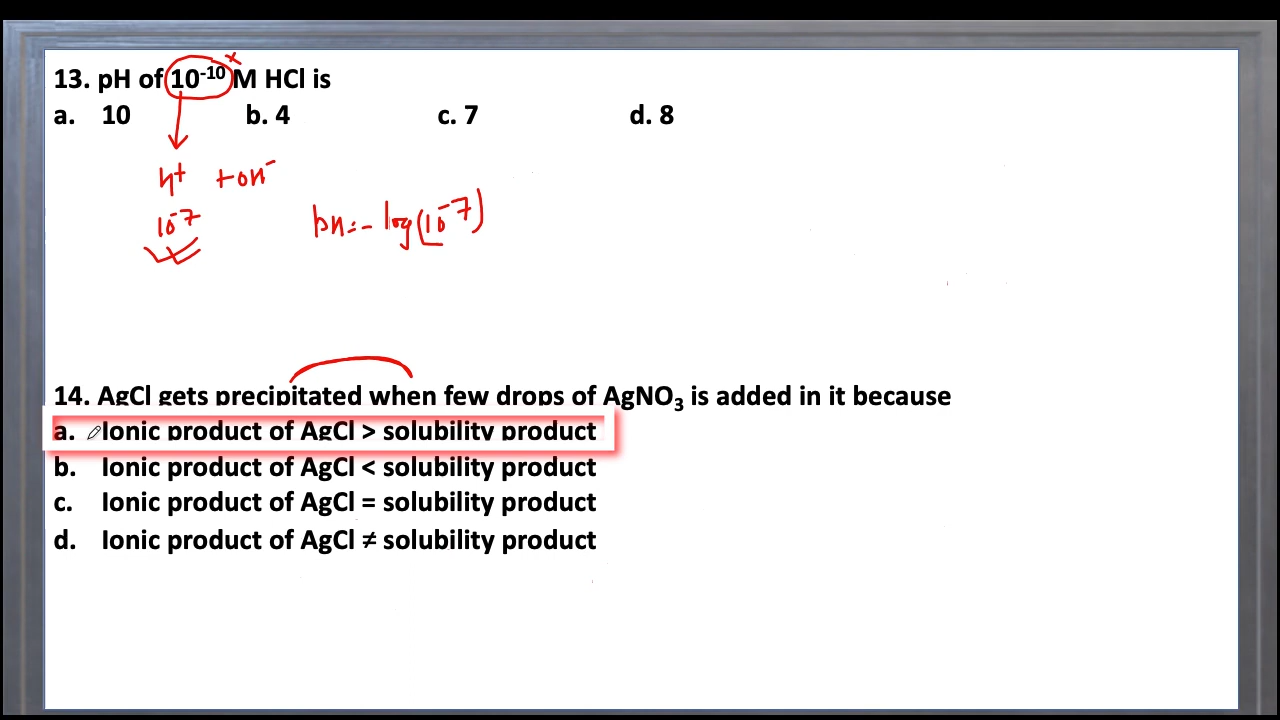 13. pH of 10⁻¹⁰ M HCl is
a. 10 b. 4 c. 7 d. 8
H⁺ + OH⁻
10⁻⁷
pH = - log (10⁻⁷)
14. AgCl gets precipitated when few drops of AgNO₃ is added in it because
a. Ionic product of AgCl > solubility product
b. Ionic product of AgCl < solubility product
c. Ionic product of AgCl = solubility product
d. Ionic product of AgCl ≠ solubility product